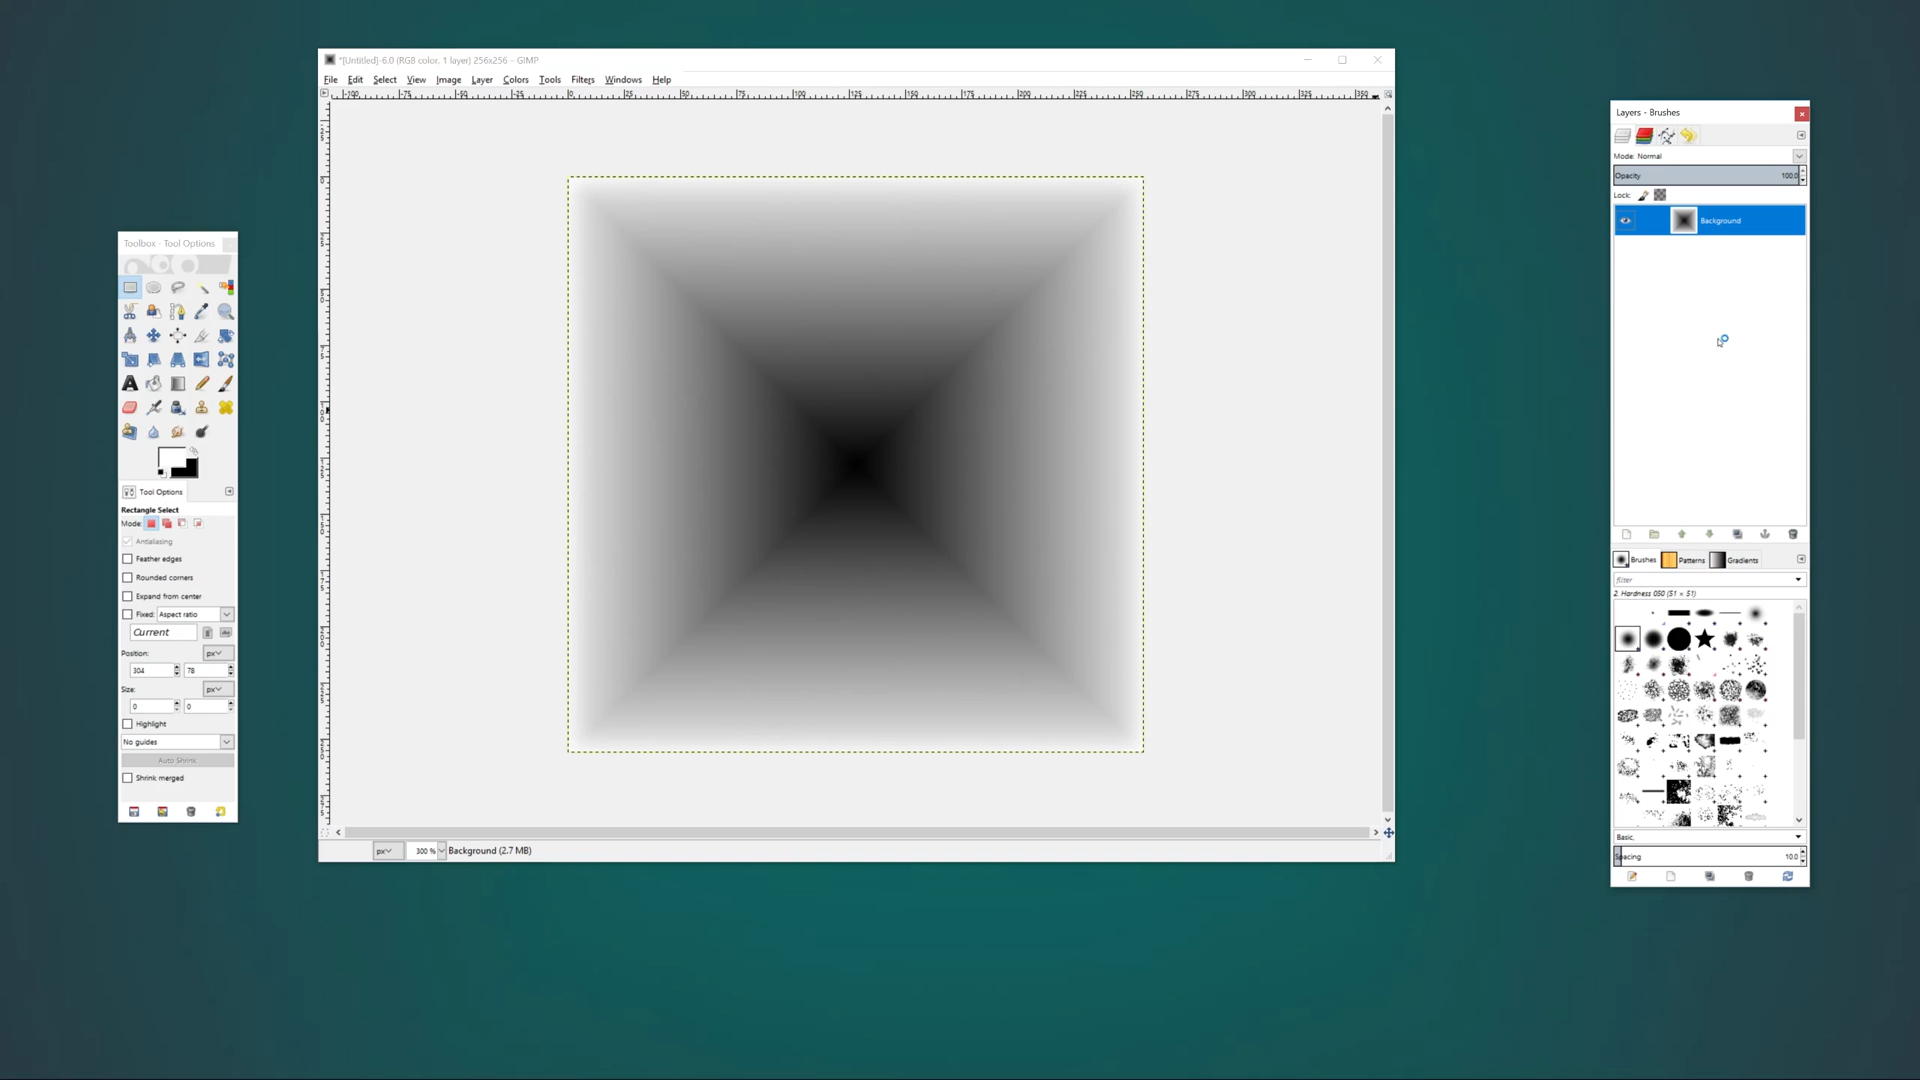 *[Untitled]-6.0 (RGB color, 1 layer) 256x256 – GIMP
File Edit Select View Image Layer Colors Tools Filters Windows Help
Toolbox - Tool Options
Tool Options
Rectangle Select
Mode:
Antialiasing
Feather edges
Rounded corners
Expand from center
Fixed: Aspect ratio
Current
Position: px
304 78
Size: px
0 0
Highlight
No guides
Auto Shrink
Shrink merged
px 300 % Background (2.7 MB)
Layers - Brushes
Mode: Normal
Opacity 100.0
Lock:
Background
Brushes Patterns Gradients
filter
2. Hardness 050 (51 × 51)
Basic,
Spacing 10.0